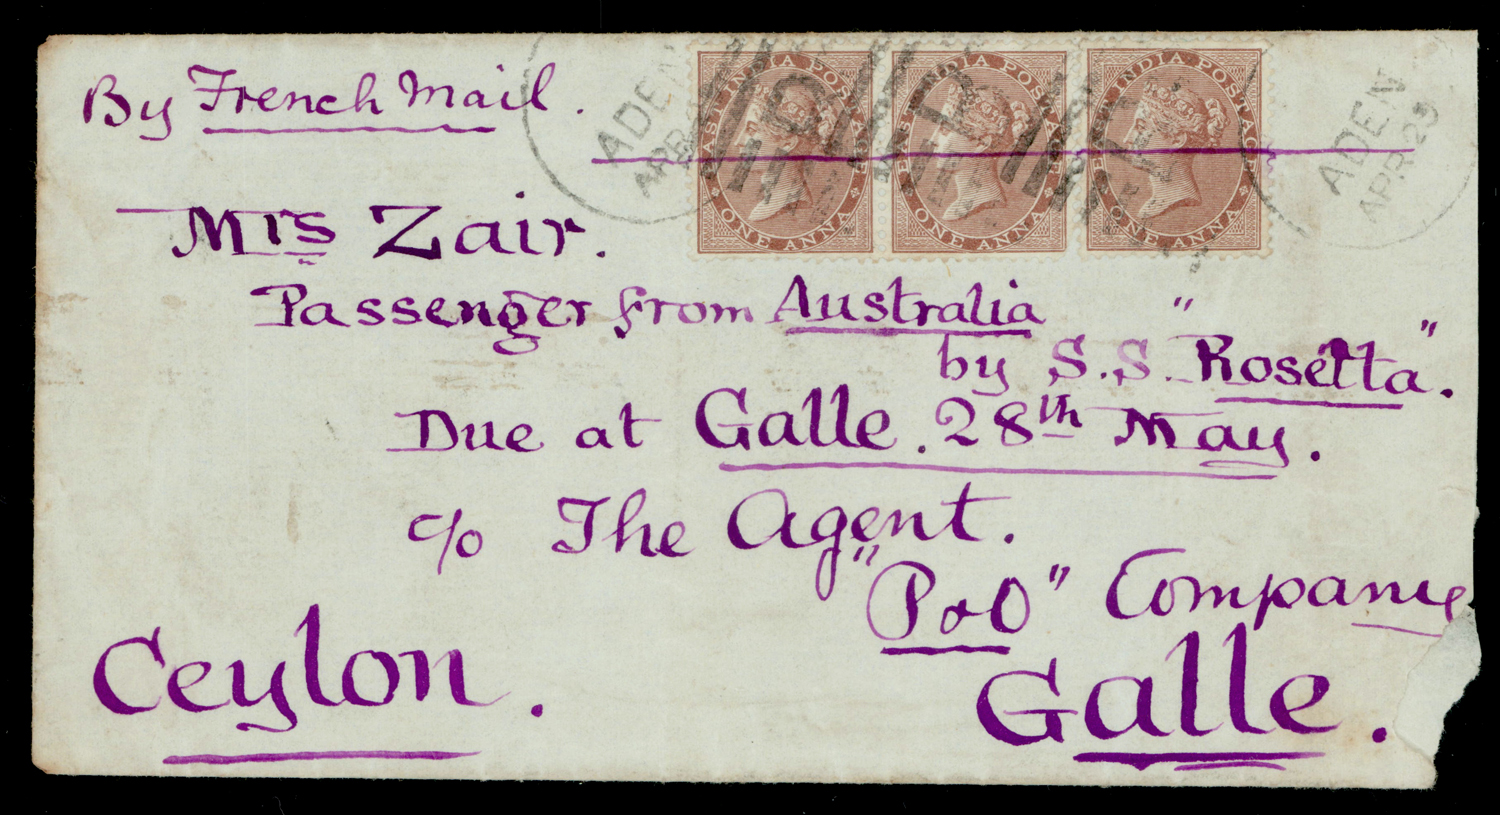 By French Mail.
ADEN
APR
EAST INDIA POSTAGE
ONE ANNA
EAST INDIA POSTAGE
ONE ANNA
EAST INDIA POSTAGE
ONE ANNA
ADEN
APR 25
Mrs Zair.
Passenger from Australia
by S.S. "Rosetta".
Due at Galle. 28th May.
c/o The Agent.
"P&O" Company
Ceylon.
Galle.